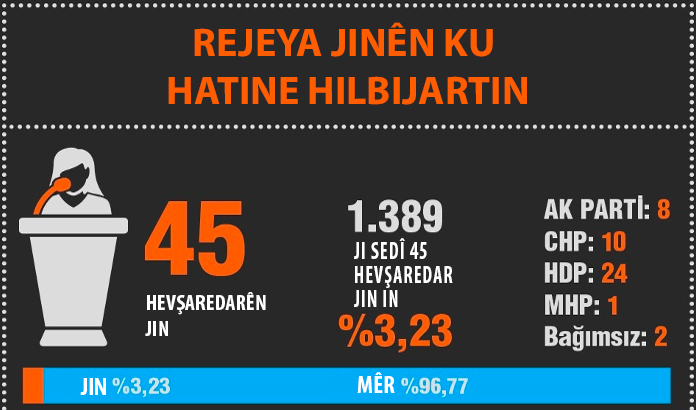 REJEYA JINÊN KU
HATINE HILBIJARTIN
45
HEVŞAREDARÊN
JIN
1.389
JI SEDÎ 45
HEVŞAREDAR
JIN IN
%3,23
AK PARTİ: 8
CHP: 10
HDP: 24
MHP: 1
Bağımsız: 2
JIN %3,23
MÊR %96,77